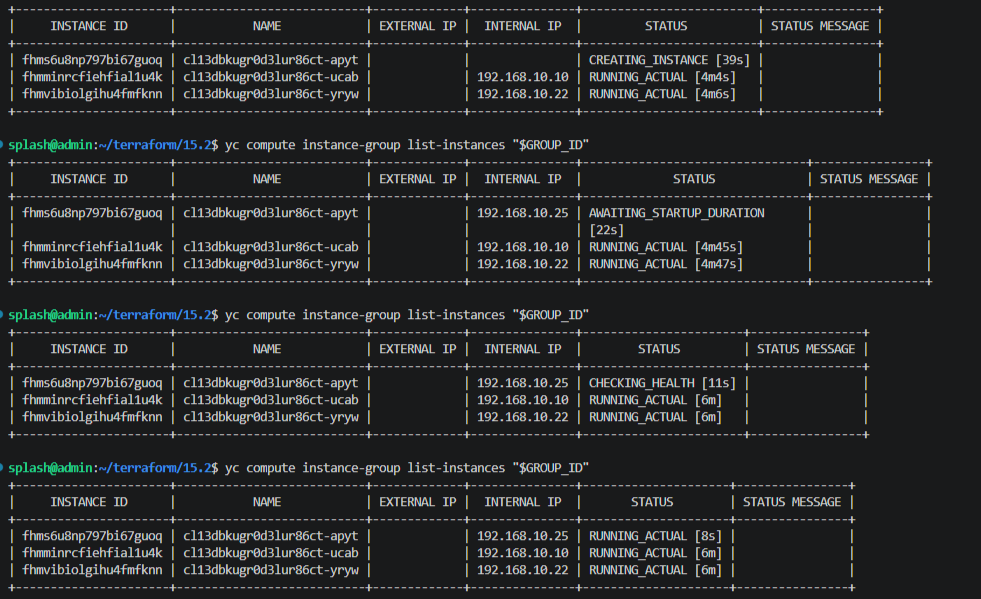 +----------------------+---------------------------+-------------+---------------+-------------------------+----------------+
|     INSTANCE ID      |           NAME            | EXTERNAL IP |  INTERNAL IP  |         STATUS          | STATUS MESSAGE |
+----------------------+---------------------------+-------------+---------------+-------------------------+----------------+
| fhms6u8np797bi67guoq | cl13dbkugr0d3lur86ct-apyt |             |               | CREATING_INSTANCE [39s] |                |
| fhmminrcfiehfial1u4k | cl13dbkugr0d3lur86ct-ucab |             | 192.168.10.10 | RUNNING_ACTUAL [4m4s]   |                |
| fhmvibiolgihu4fmfknn | cl13dbkugr0d3lur86ct-yryw |             | 192.168.10.22 | RUNNING_ACTUAL [4m6s]   |                |
+----------------------+---------------------------+-------------+---------------+-------------------------+----------------+
splash@admin:~/terraform/15.2$ yc compute instance-group list-instances "$GROUP_ID"
+----------------------+---------------------------+-------------+---------------+--------------------------------+----------------+
|     INSTANCE ID      |           NAME            | EXTERNAL IP |  INTERNAL IP  |             STATUS             | STATUS MESSAGE |
+----------------------+---------------------------+-------------+---------------+--------------------------------+----------------+
| fhms6u8np797bi67guoq | cl13dbkugr0d3lur86ct-apyt |             | 192.168.10.25 | AWAITING_STARTUP_DURATION      |                |
|                      |                           |             |               | [22s]                          |                |
| fhmminrcfiehfial1u4k | cl13dbkugr0d3lur86ct-ucab |             | 192.168.10.10 | RUNNING_ACTUAL [4m45s]         |                |
| fhmvibiolgihu4fmfknn | cl13dbkugr0d3lur86ct-yryw |             | 192.168.10.22 | RUNNING_ACTUAL [4m47s]         |                |
+----------------------+---------------------------+-------------+---------------+--------------------------------+----------------+
splash@admin:~/terraform/15.2$ yc compute instance-group list-instances "$GROUP_ID"
+----------------------+---------------------------+-------------+---------------+-----------------------+----------------+
|     INSTANCE ID      |           NAME            | EXTERNAL IP |  INTERNAL IP  |        STATUS         | STATUS MESSAGE |
+----------------------+---------------------------+-------------+---------------+-----------------------+----------------+
| fhms6u8np797bi67guoq | cl13dbkugr0d3lur86ct-apyt |             | 192.168.10.25 | CHECKING_HEALTH [11s] |                |
| fhmminrcfiehfial1u4k | cl13dbkugr0d3lur86ct-ucab |             | 192.168.10.10 | RUNNING_ACTUAL [6m]   |                |
| fhmvibiolgihu4fmfknn | cl13dbkugr0d3lur86ct-yryw |             | 192.168.10.22 | RUNNING_ACTUAL [6m]   |                |
+----------------------+---------------------------+-------------+---------------+-----------------------+----------------+
splash@admin:~/terraform/15.2$ yc compute instance-group list-instances "$GROUP_ID"
+----------------------+---------------------------+-------------+---------------+---------------------+----------------+
|     INSTANCE ID      |           NAME            | EXTERNAL IP |  INTERNAL IP  |       STATUS        | STATUS MESSAGE |
+----------------------+---------------------------+-------------+---------------+---------------------+----------------+
| fhms6u8np797bi67guoq | cl13dbkugr0d3lur86ct-apyt |             | 192.168.10.25 | RUNNING_ACTUAL [8s] |                |
| fhmminrcfiehfial1u4k | cl13dbkugr0d3lur86ct-ucab |             | 192.168.10.10 | RUNNING_ACTUAL [6m] |                |
| fhmvibiolgihu4fmfknn | cl13dbkugr0d3lur86ct-yryw |             | 192.168.10.22 | RUNNING_ACTUAL [6m] |                |
+----------------------+---------------------------+-------------+---------------+---------------------+----------------+